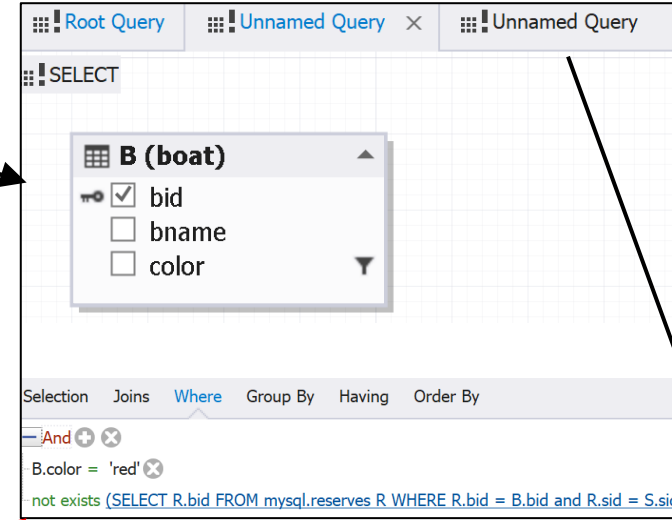 Root Query Unnamed Query Unnamed Query
SELECT
B (boat)
bid
bname
color
Selection Joins Where Group By Having Order By
And
B.color = 'red'
not exists (SELECT R.bid FROM mysql.reserves R WHERE R.bid = B.bid and R.sid = S.sid